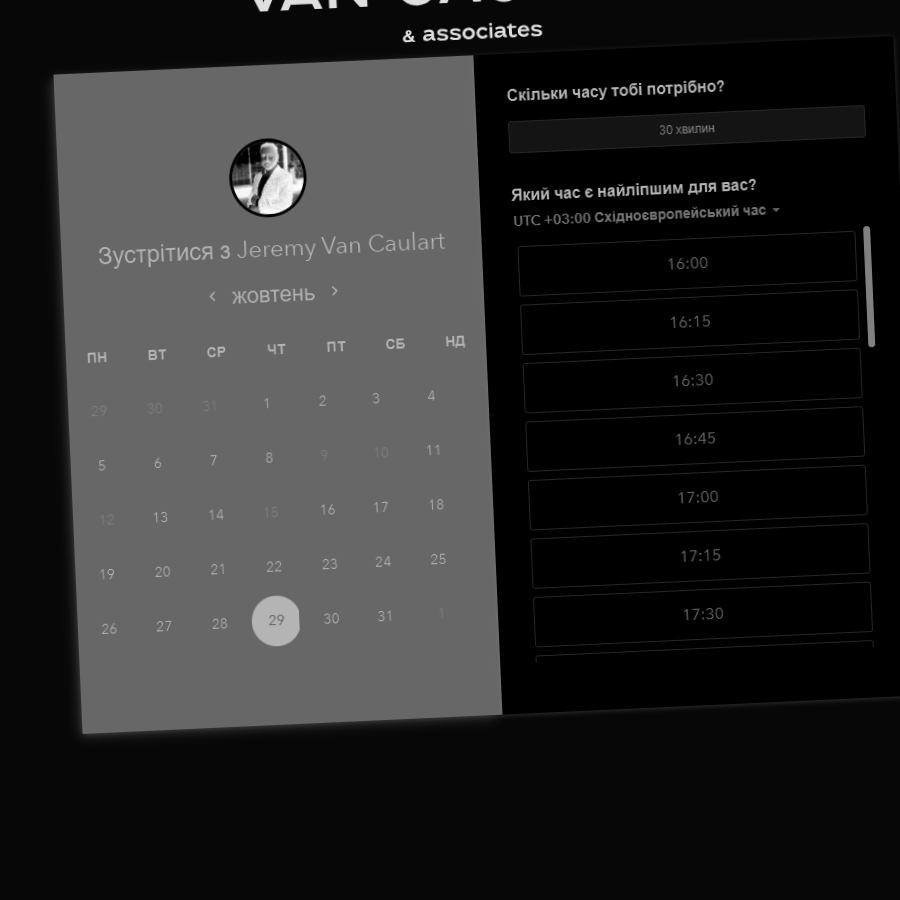 & associates
Зустрітися з Jeremy Van Caulart
жовтень
ПН ВТ СР ЧТ ПТ СБ НД
29 30 31 1 2 3 4
5 6 7 8 9 10 11
12 13 14 15 16 17 18
19 20 21 22 23 24 25
26 27 28 29 30 31 1
Скільки часу тобі потрібно?
30 хвилин
Який час є найліпшим для вас?
UTC +03:00 Східноєвропейський час
16:00
16:15
16:30
16:45
17:00
17:15
17:30